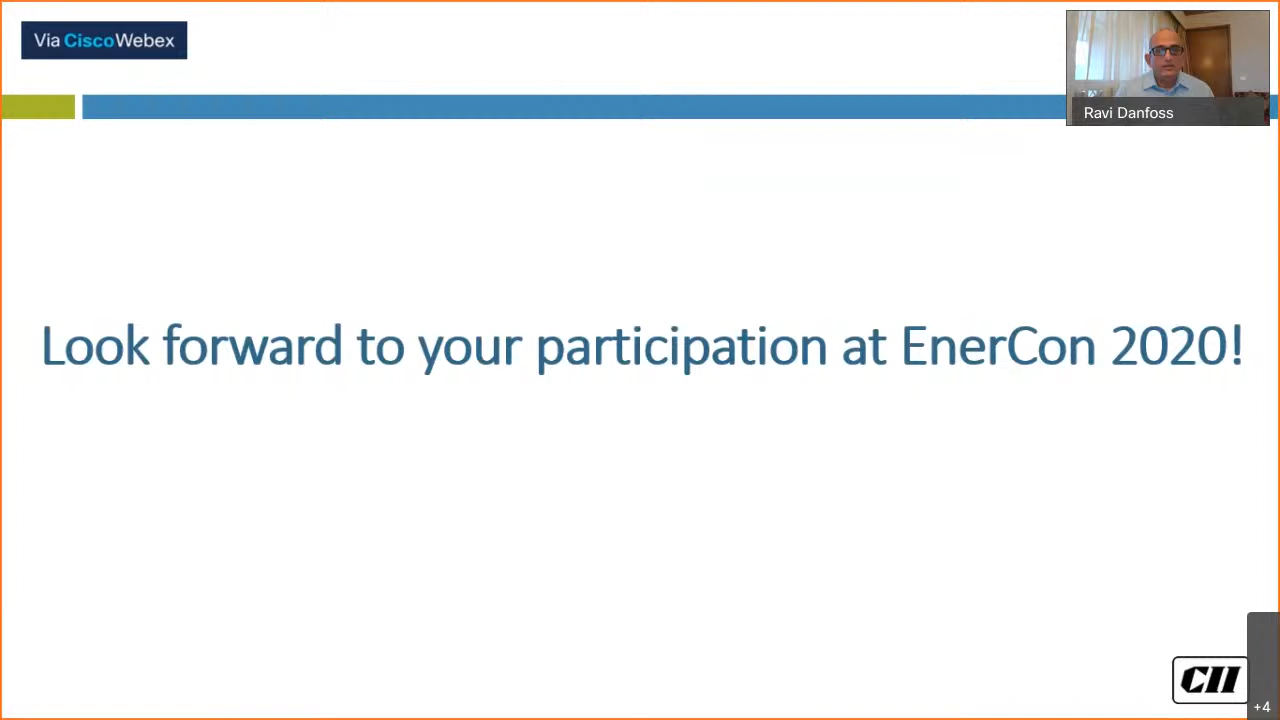 Via CiscoWebex
Ravi Danfoss
Look forward to your participation at EnerCon 2020!
CII
+4